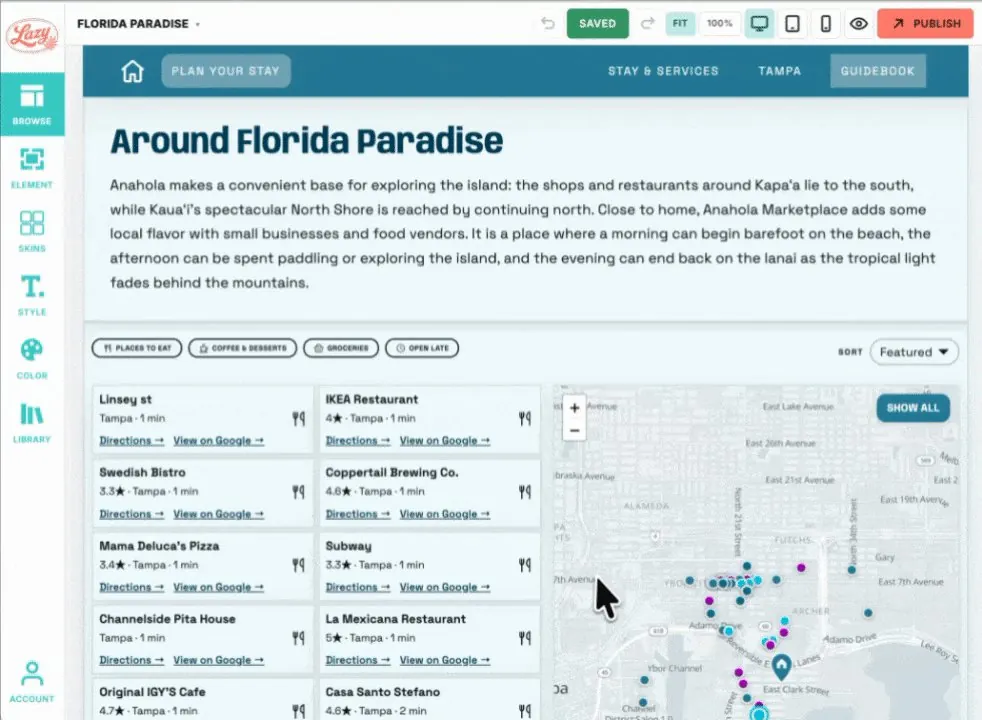 Lazy
FLORIDA PARADISE
SAVED
FIT
100%
PUBLISH
BROWSE
ELEMENT
SKINS
STYLE
COLOR
LIBRARY
ACCOUNT
PLAN YOUR STAY
STAY & SERVICES
TAMPA
GUIDEBOOK
Around Florida Paradise
Anahola makes a convenient base for exploring the island: the shops and restaurants around Kapa'a lie to the south,
while Kaua'i's spectacular North Shore is reached by continuing north. Close to home, Anahola Marketplace adds some
local flavor with small businesses and food vendors. It is a place where a morning can begin barefoot on the beach, the
afternoon can be spent paddling or exploring the island, and the evening can end back on the lanai as the tropical light
fades behind the mountains.
PLACES TO EAT
COFFEE & DESSERTS
GROCERIES
OPEN LATE
SORT
Featured
Linsey st
Tampa · 1 min
Directions → View on Google →
IKEA Restaurant
4★ · Tampa · 1 min
Directions → View on Google →
Swedish Bistro
3.3★ · Tampa · 1 min
Directions → View on Google →
Coppertail Brewing Co.
4.6★ · Tampa · 1 min
Directions → View on Google →
Mama Deluca's Pizza
3.4★ · Tampa · 1 min
Directions → View on Google →
Subway
3.3★ · Tampa · 1 min
Directions → View on Google →
Channelside Pita House
Tampa · 1 min
Directions → View on Google →
La Mexicana Restaurant
5★ · Tampa · 1 min
Directions → View on Google →
Original IGY'S Cafe
4.7★ · Tampa · 1 min
Casa Santo Stefano
4.6★ · Tampa · 2 min
+
−
SHOW ALL
Avenue
East Lake Avenue
East 26th Avenue
Avenue
East 21st Avenue
East 2
East 19th Avenue
ALAMEDA
North 21st Street
North 34th Street
Gary
7th Avenue
East 7th Avenue
ARCHER
Adamo Drive
Adamo Drive
Lanes
Lee Roy
Ybor Channel
East Clark Street
Channel